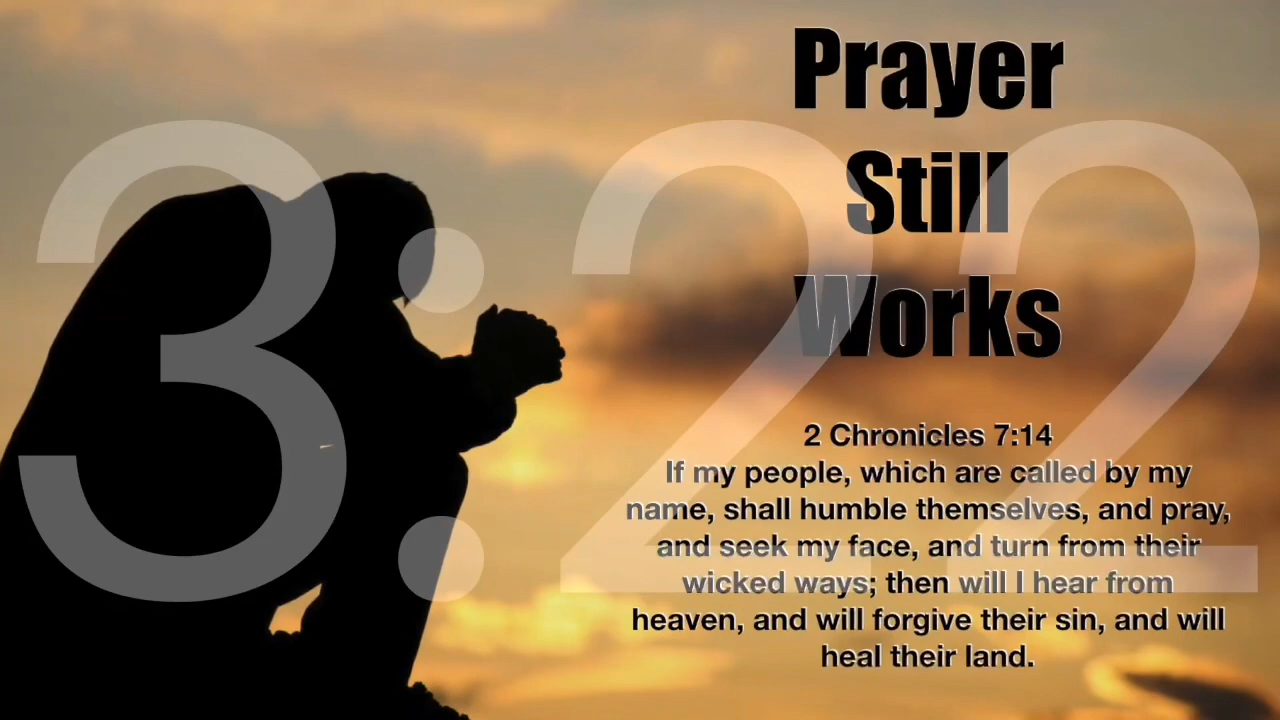 3:22
Prayer
Still
Works
2 Chronicles 7:14
If my people, which are called by my
name, shall humble themselves, and pray,
and seek my face, and turn from their
wicked ways; then will I hear from
heaven, and will forgive their sin, and will
heal their land.